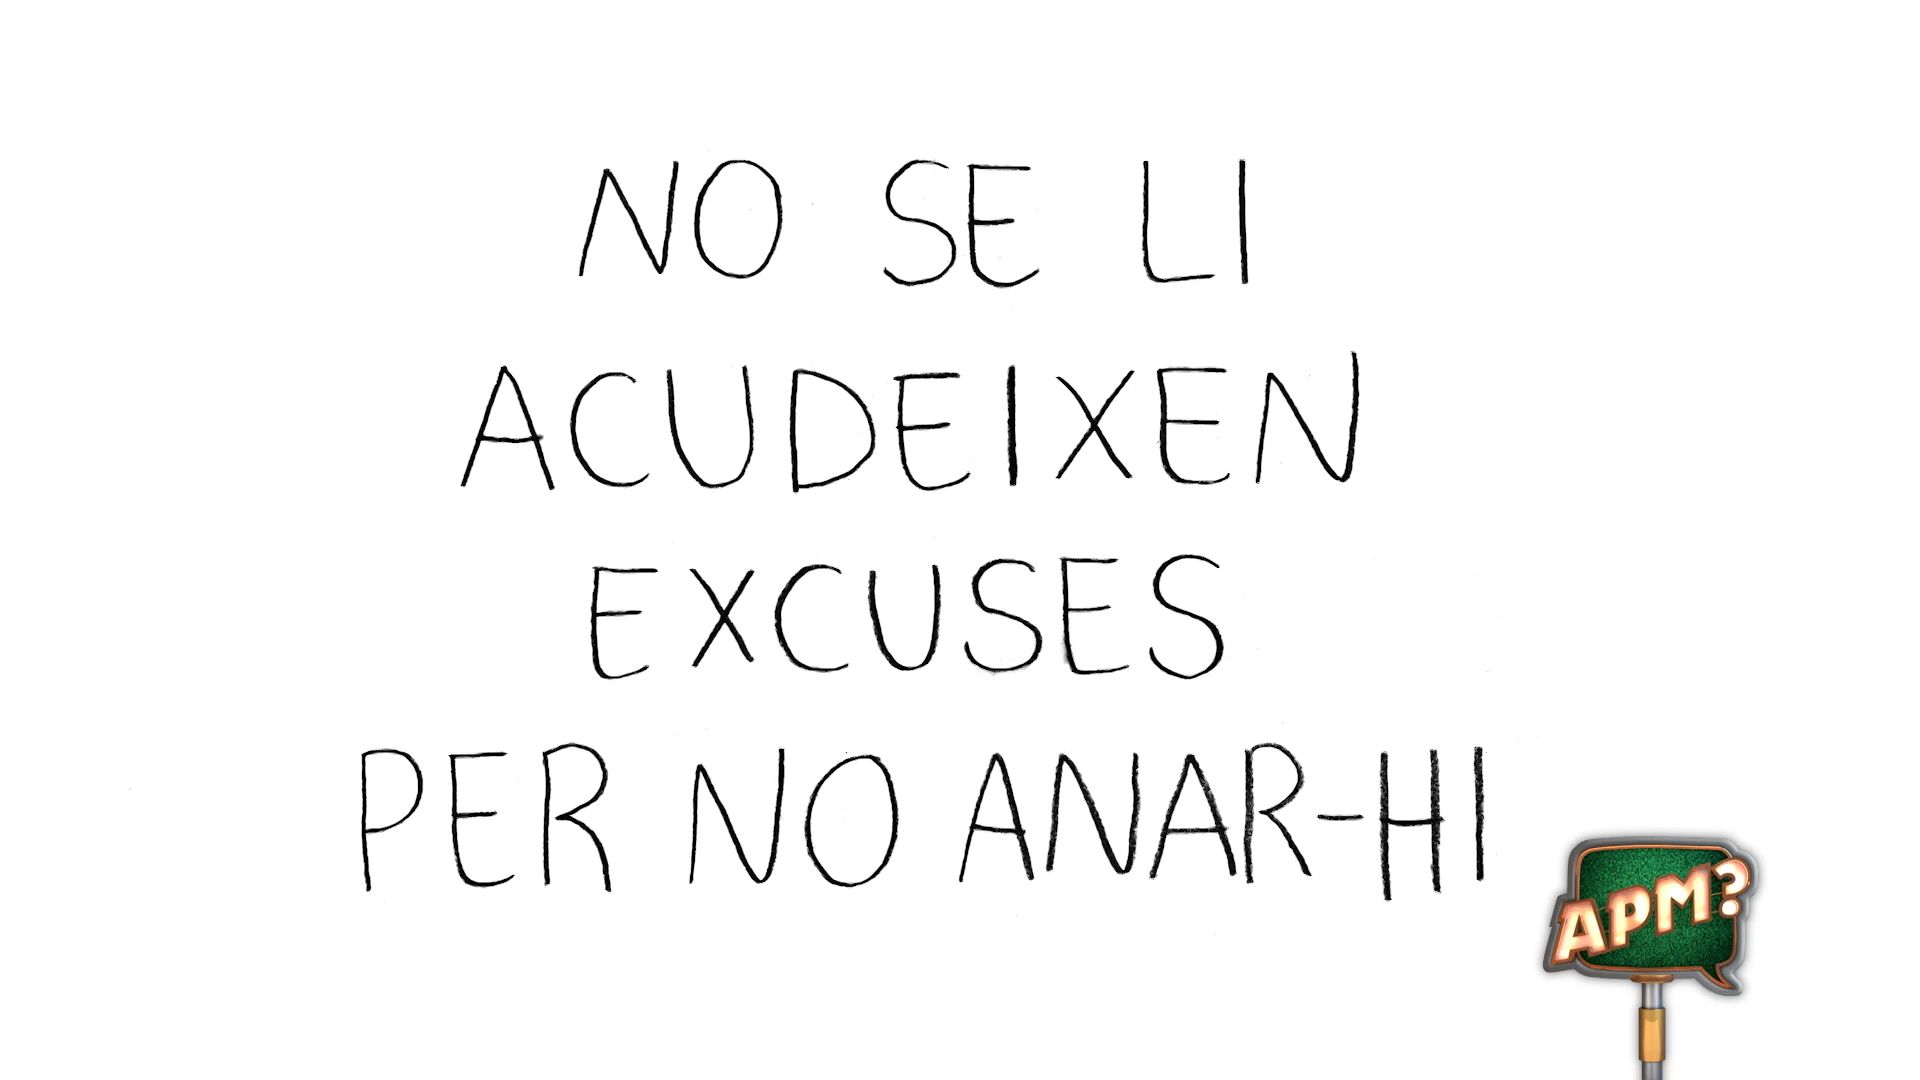 NO SE LI
ACUDEIXEN
EXCUSES
PER NO ANAR-HI
APM?